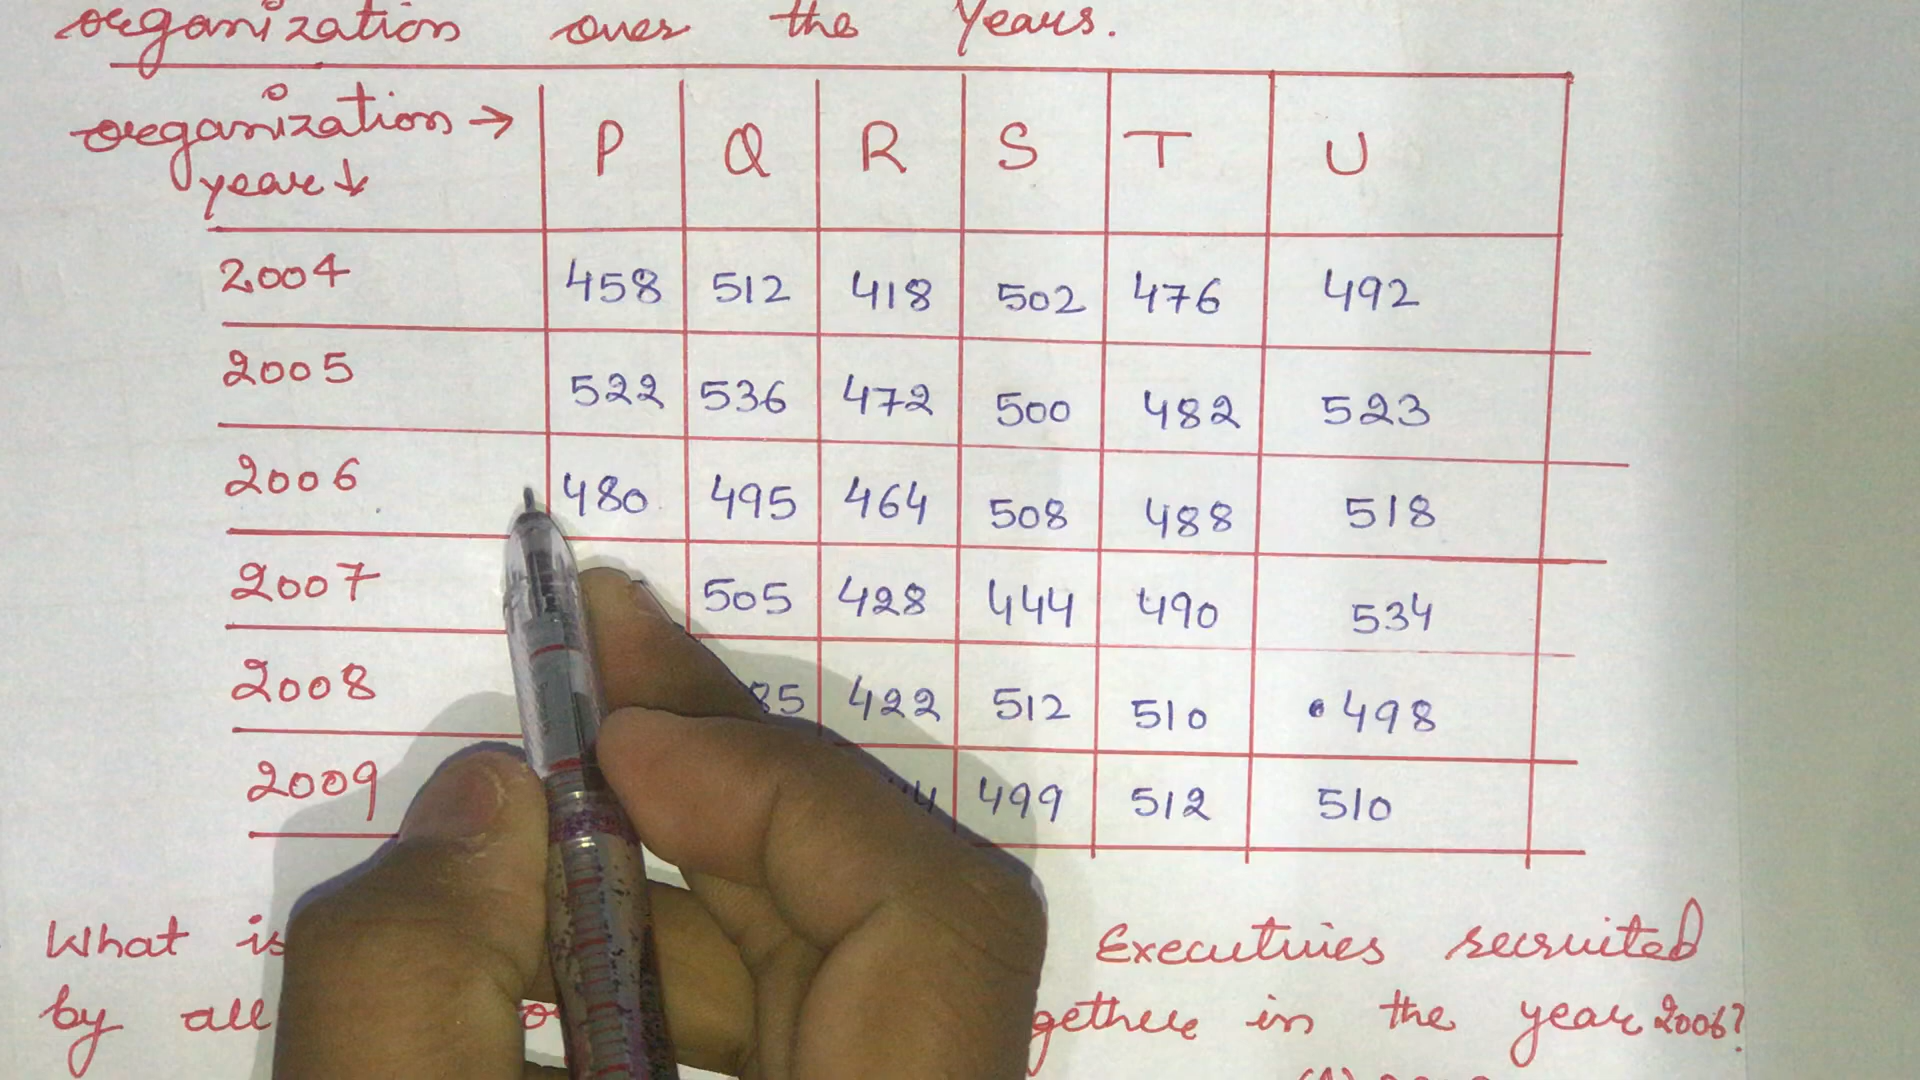 organization over the Years.
organization → P Q R S T U
year ↓
2004 458 512 418 502 476 492
2005 522 536 472 500 482 523
2006 480 495 464 508 488 518
2007 505 428 444 490 534
2008 422 512 510 498
2009 499 512 510
What is Executives recruited
by all in the year 2006?